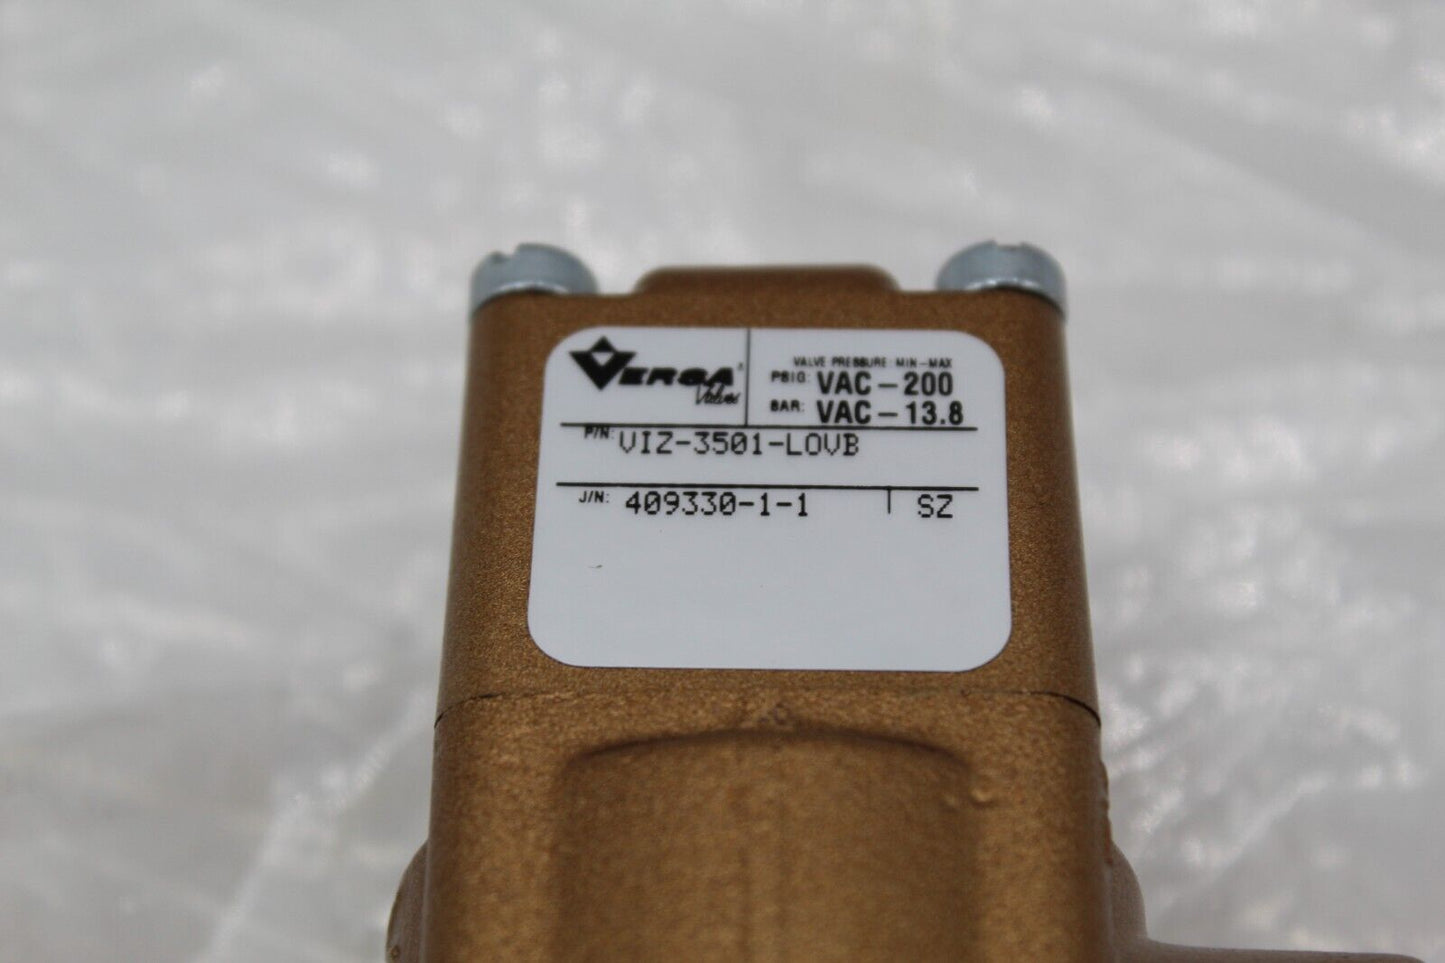 VERSA
Valves
VALVE PRESSURE: MIN-MAX
PSIG: VAC-200
BAR: VAC-13.8
P/N: VIZ-3501-LOVB
J/N: 409330-1-1 | SZ